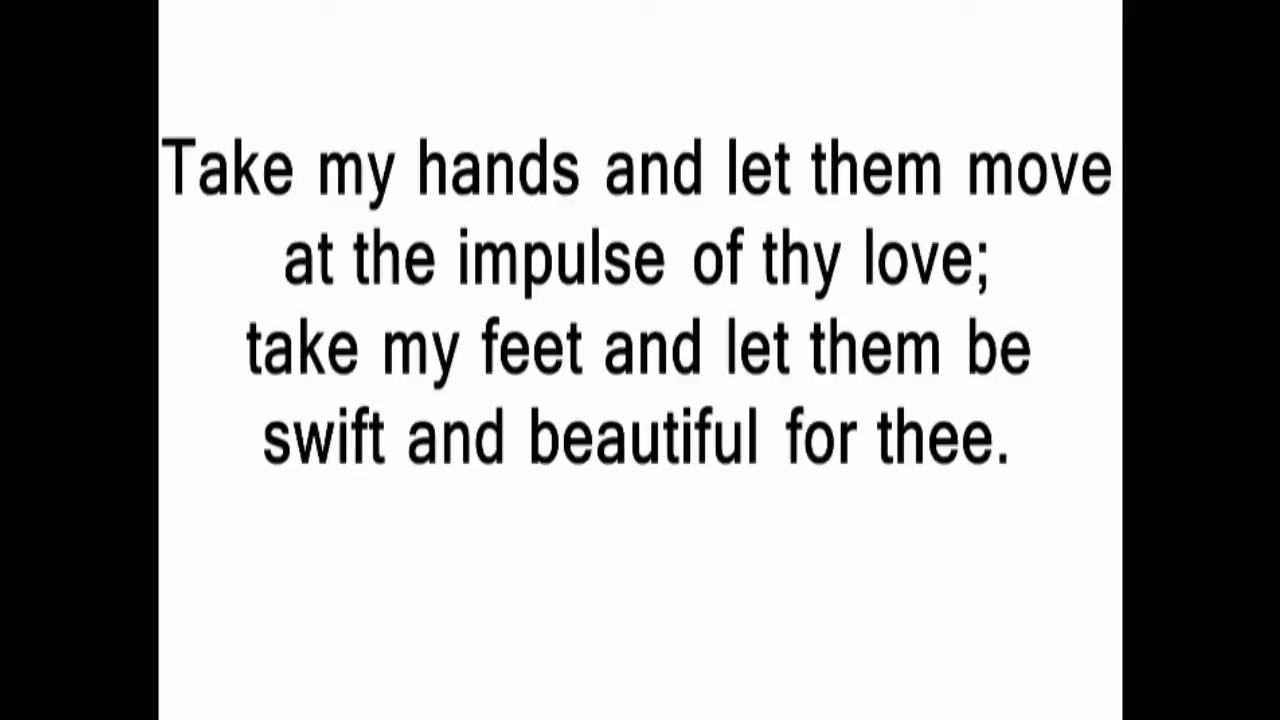 Take my hands and let them move
at the impulse of thy love;
take my feet and let them be
swift and beautiful for thee.